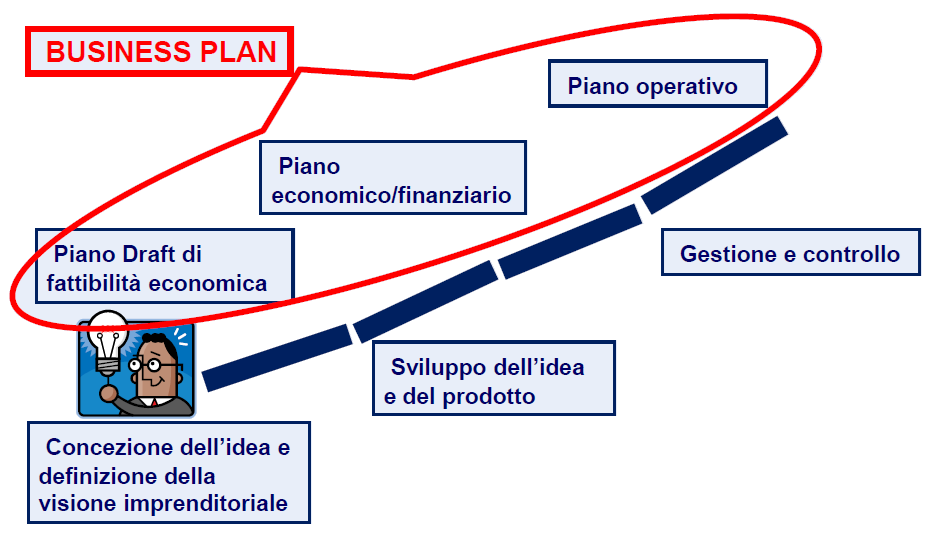 BUSINESS PLAN
Piano operativo
Piano
economico/finanziario
Piano Draft di
fattibilità economica
Gestione e controllo
Sviluppo dell’idea
e del prodotto
Concezione dell’idea e
definizione della
visione imprenditoriale